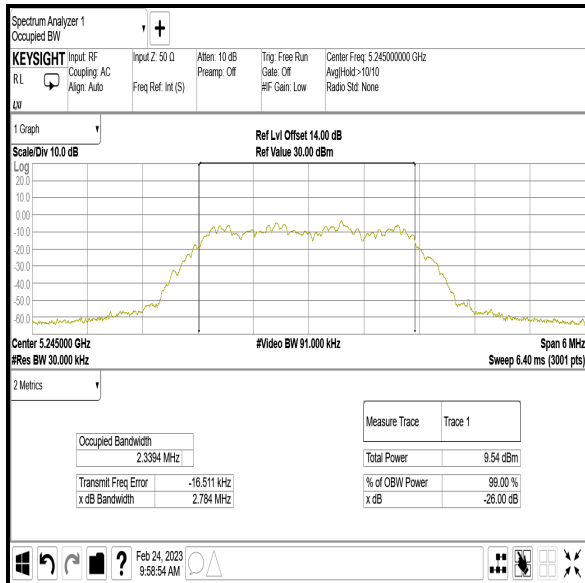 Spectrum Analyzer 1
Occupied BW
KEYSIGHT
RL
LXI
Input: RF
Coupling: AC
Align: Auto
Input Z: 50 Ω
Freq Ref: Int (S)
Atten: 10 dB
Preamp: Off
Trig: Free Run
Gate: Off
#IF Gain: Low
Center Freq: 5.245000000 GHz
Avg|Hold:>10/10
Radio Std: None
1 Graph
Scale/Div 10.0 dB
Ref Lvl Offset 14.00 dB
Ref Value 30.00 dBm
Log
20.0
10.0
0.00
-10.0
-20.0
-30.0
-40.0
-50.0
-60.0
Center 5.245000 GHz
#Video BW 91.000 kHz
Span 6 MHz
#Res BW 30.000 kHz
Sweep 6.40 ms (3001 pts)
2 Metrics
Occupied Bandwidth
2.3394 MHz
Transmit Freq Error -16.511 kHz
x dB Bandwidth 2.784 MHz
Measure Trace Trace 1
Total Power 9.54 dBm
% of OBW Power 99.00 %
x dB -26.00 dB
Feb 24, 2023
9:58:54 AM